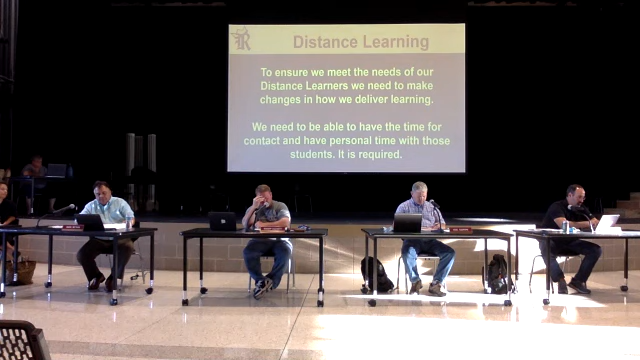 R
Distance Learning
To ensure we meet the needs of our
Distance Learners we need to make
changes in how we deliver learning.
We need to be able to have the time for
contact and have personal time with those
students. It is required.